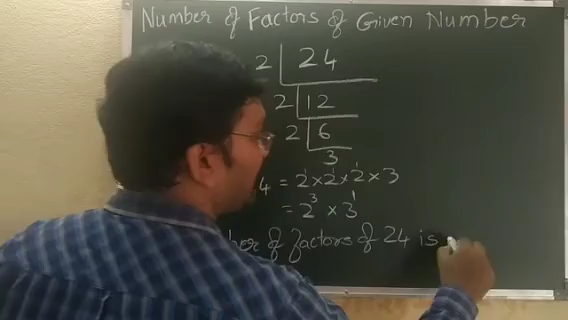 Number of Factors of Given Number
2 24
2 12
2 6
3
4 = 2 × 2 × 2 × 3
= 2³ × 3¹
of factors of 24 is